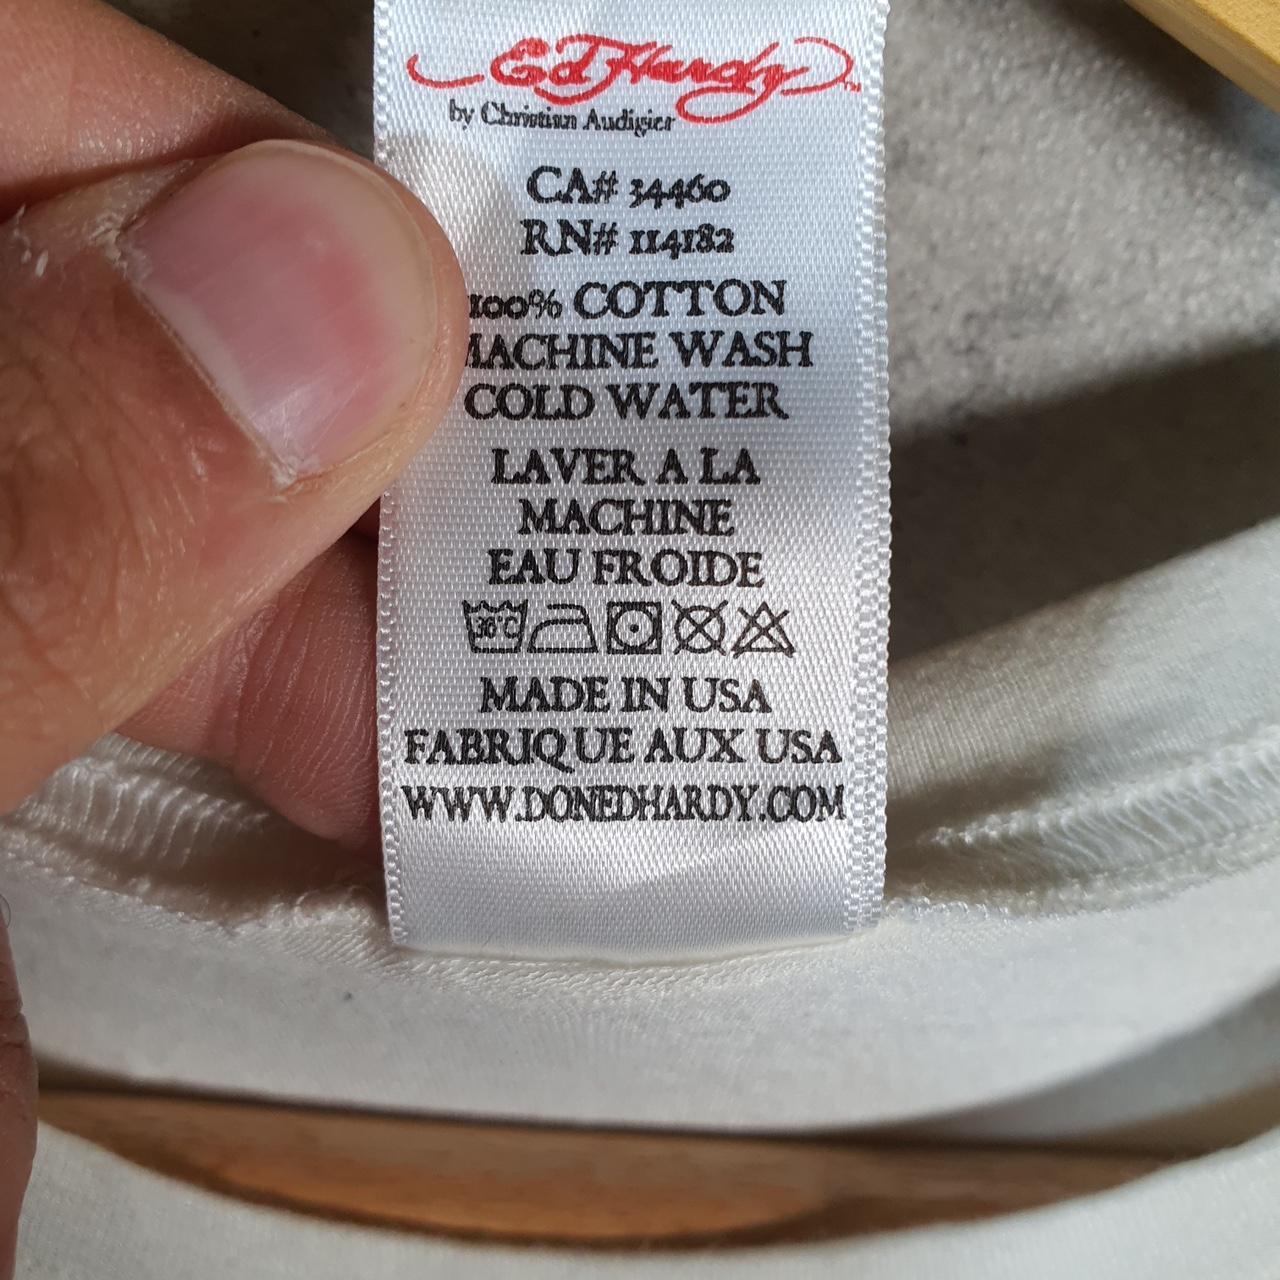 Ed Hardy™
by Christian Audigier
CA# 34460
RN# 114182
100% COTTON
MACHINE WASH
COLD WATER
LAVER A LA
MACHINE
EAU FROIDE
30°C
MADE IN USA
FABRIQUE AUX USA
WWW.DONEDHARDY.COM